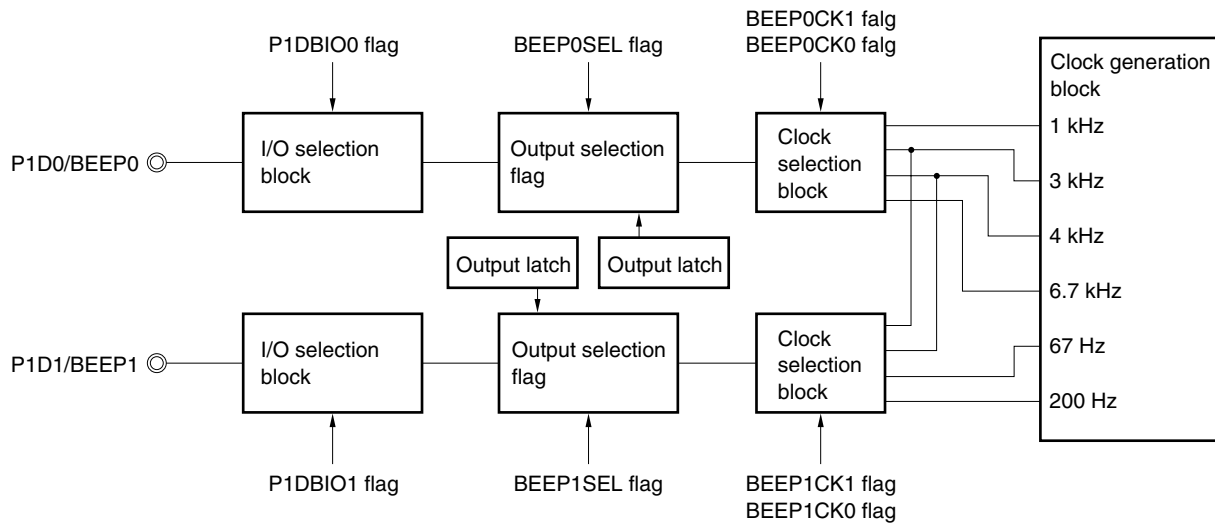 P1DBIO0 flag
BEEP0SEL flag
BEEP0CK1 falg
BEEP0CK0 falg
Clock generation
block
P1D0/BEEP0
I/O selection
block
Output selection
flag
Clock
selection
block
1 kHz
3 kHz
4 kHz
6.7 kHz
67 Hz
200 Hz
Output latch
Output latch
P1D1/BEEP1
I/O selection
block
Output selection
flag
Clock
selection
block
P1DBIO1 flag
BEEP1SEL flag
BEEP1CK1 flag
BEEP1CK0 flag